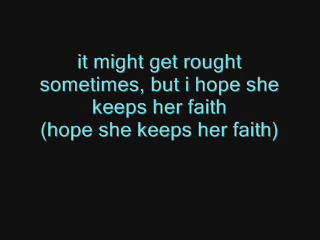 it might get rought
sometimes, but i hope she
keeps her faith
(hope she keeps her faith)